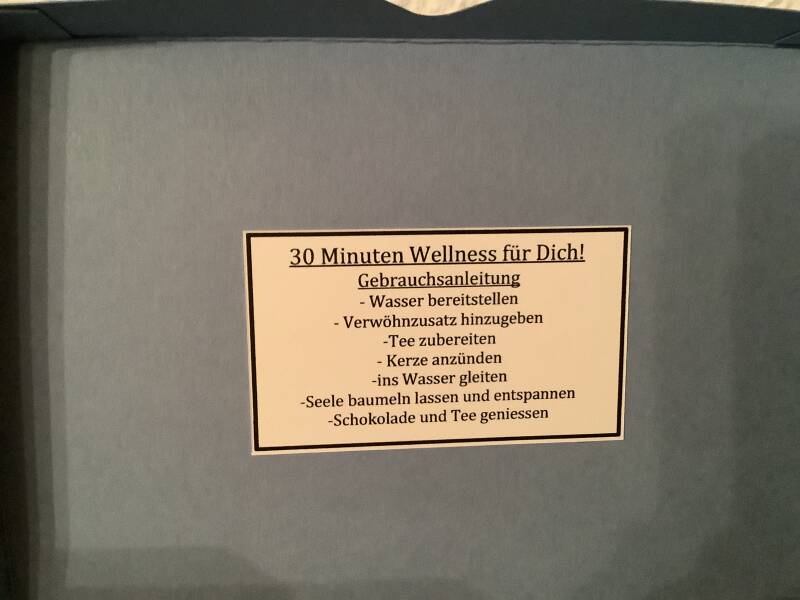 30 Minuten Wellness für Dich!
Gebrauchsanleitung
- Wasser bereitstellen
- Verwöhnzusatz hinzugeben
-Tee zubereiten
- Kerze anzünden
-ins Wasser gleiten
-Seele baumeln lassen und entspannen
-Schokolade und Tee geniessen